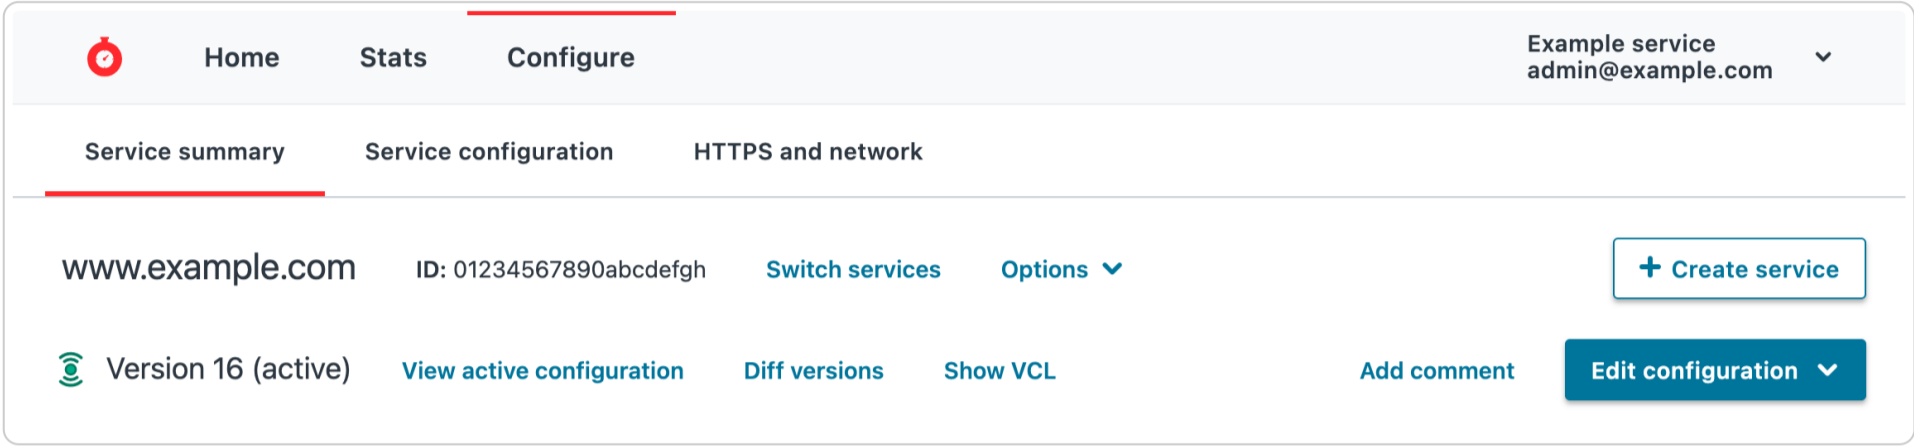 Home Stats Configure
Example service
admin@example.com
Service summary Service configuration HTTPS and network
www.example.com ID: 01234567890abcdefgh Switch services Options + Create service
Version 16 (active) View active configuration Diff versions Show VCL Add comment Edit configuration